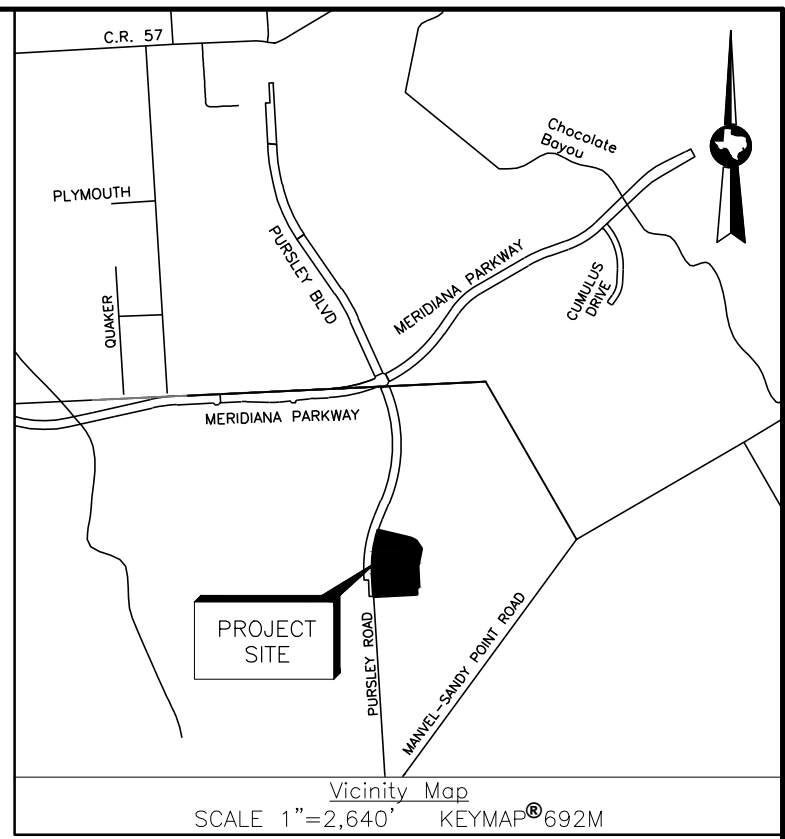 C.R. 57
Chocolate
Bayou
PLYMOUTH
PURSLEY BLVD
MERIDIANA PARKWAY
CUMULUS
DRIVE
QUAKER
MERIDIANA PARKWAY
PROJECT
SITE
PURSLEY ROAD
MANVEL-SANDY POINT ROAD
Vicinity Map
SCALE 1"=2,640' KEYMAP® 692M